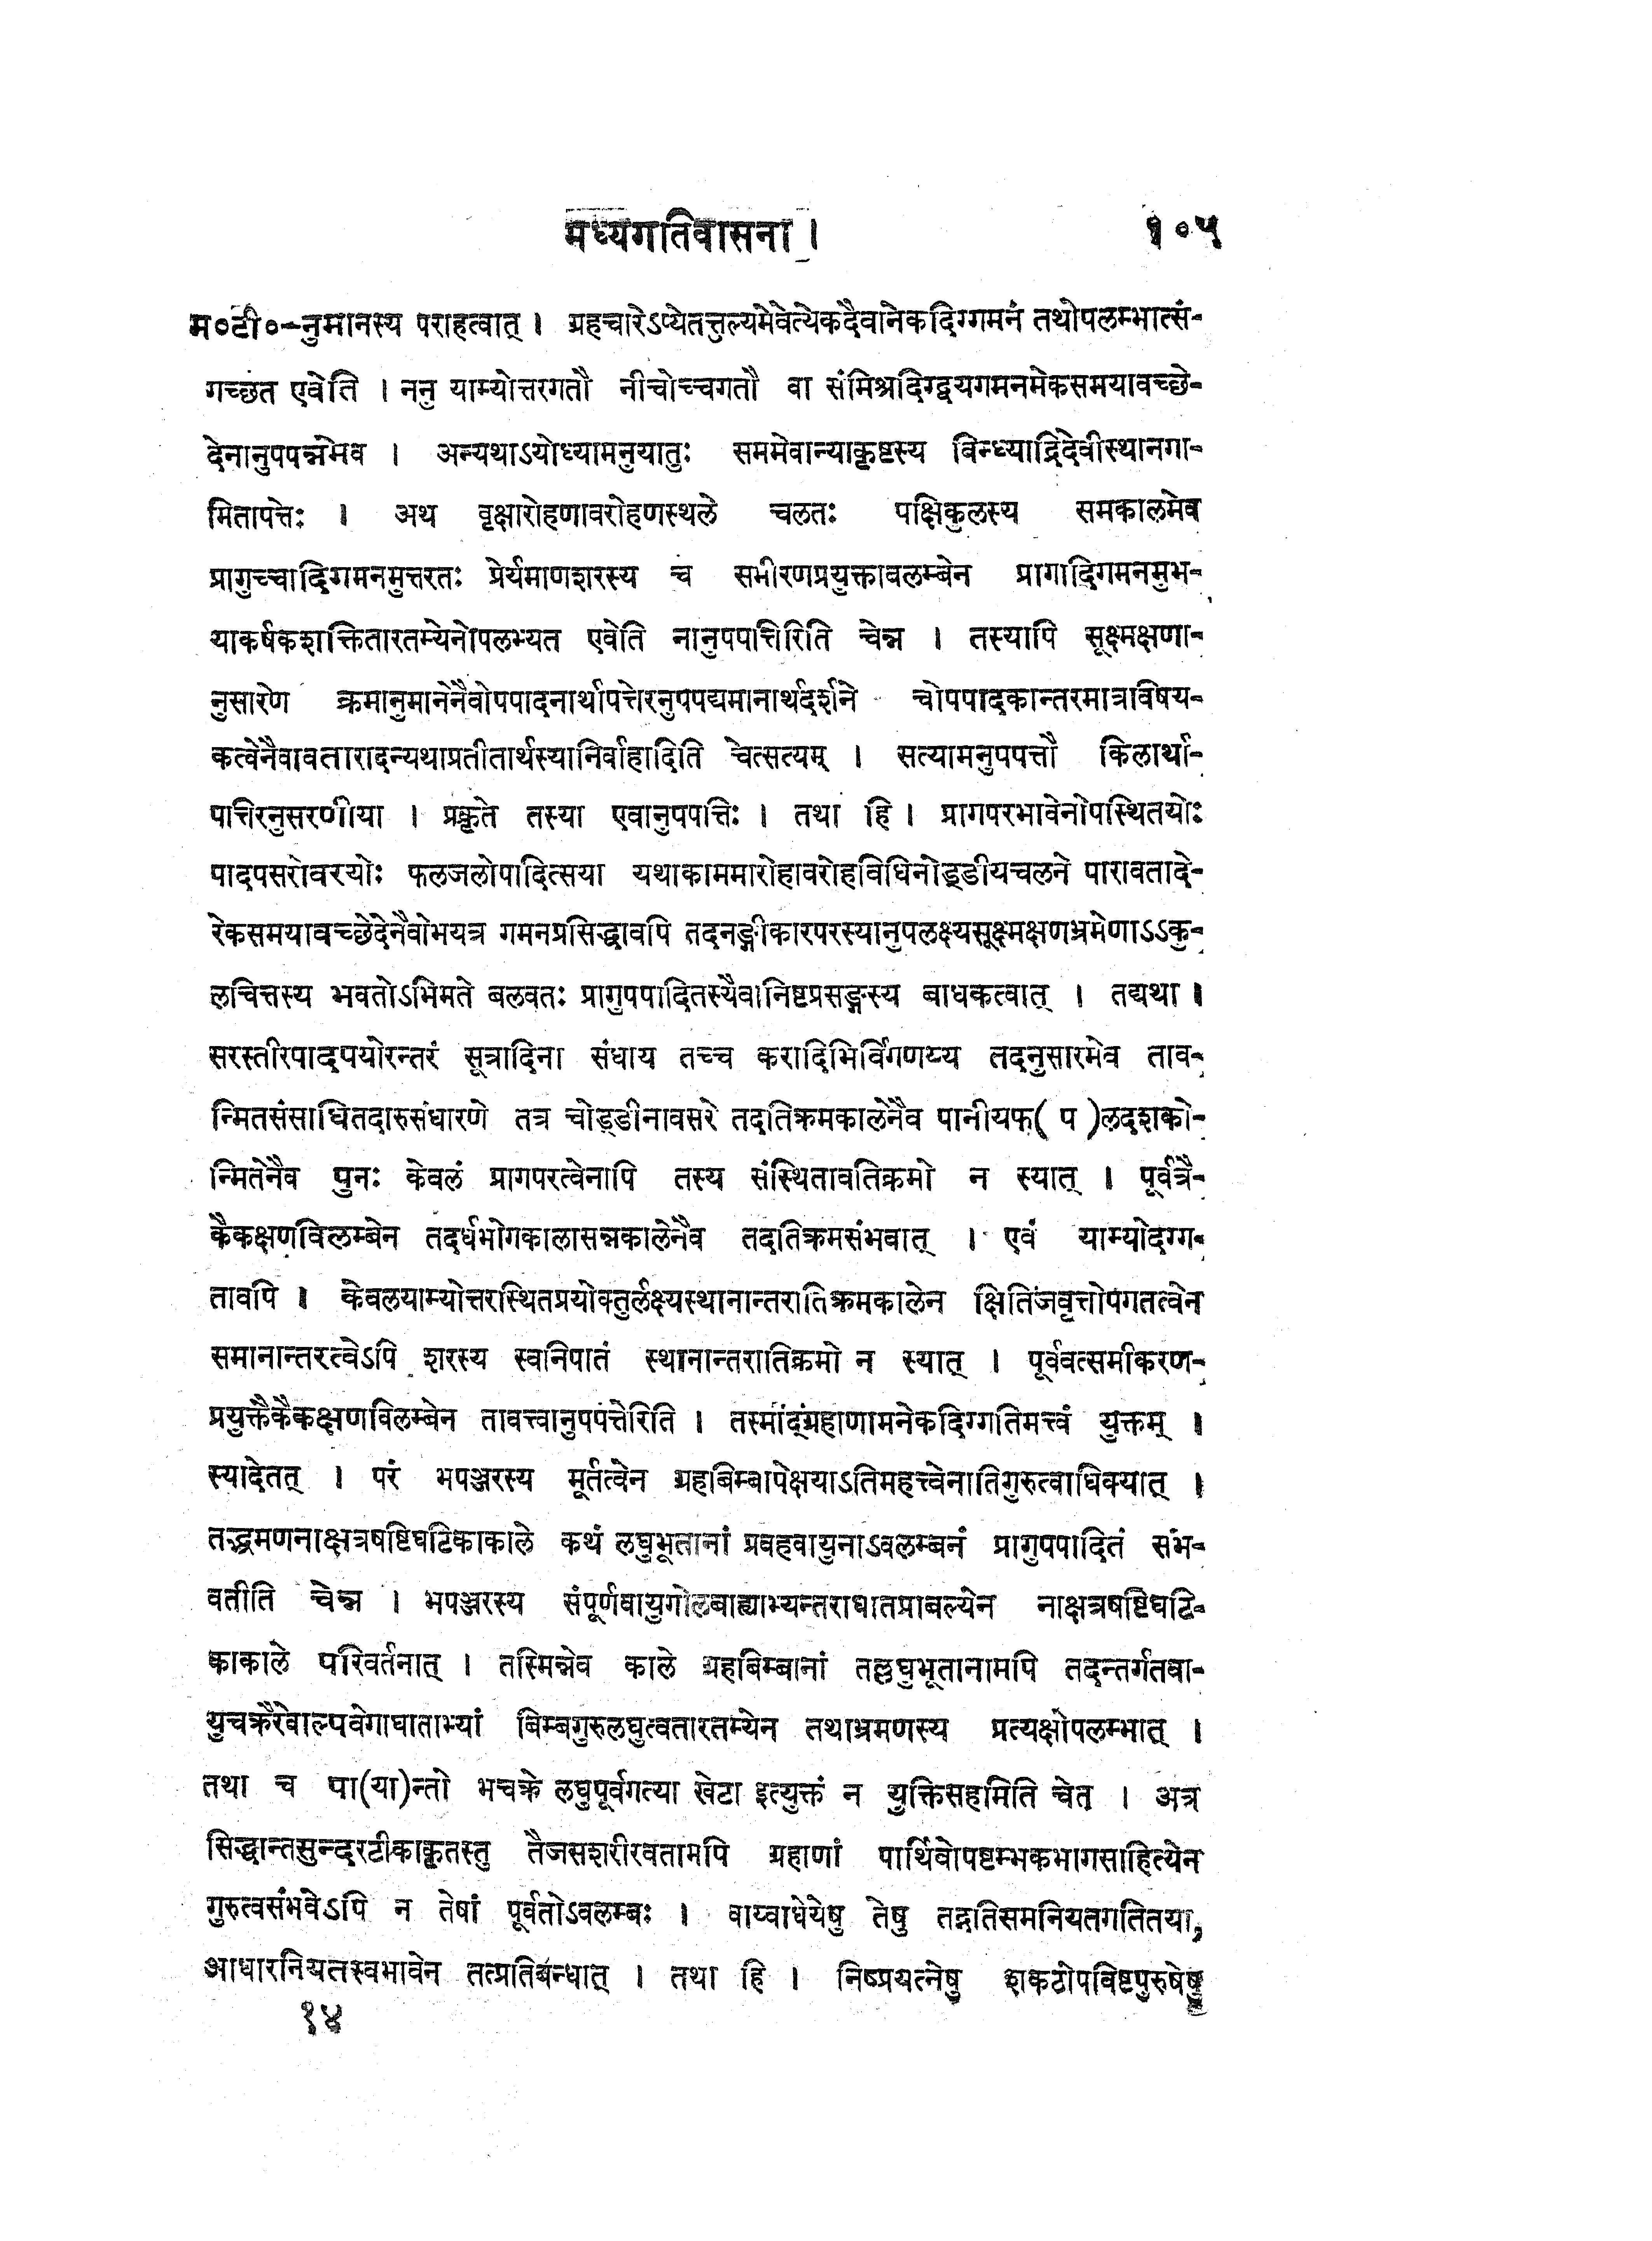 मध्यगतिवासना । १०५
म०टी०-नुमानस्य पराहत्वात् । ग्रहचारेऽप्येतत्तुल्यमेवेत्येकदैवानेकदिग्गमनं तथोपलम्भात्सं-
गच्छत एवेति । ननु याम्योत्तरगतौ नीचोच्चगतौ वा संमिश्रदिग्द्वयगमनमेकसमयावच्छे-
देनानुपपन्नमेव । अन्यथाऽयोध्यामनुयातुः सममेवान्याकृष्टस्य विन्ध्याद्रिदेवीस्थानगा-
मितापत्तेः । अथ वृक्षारोहणावरोहणस्थले चलतः पक्षिकुलस्य समकालमेव
प्रागुच्चादिगमनमुत्तरतः प्रेर्यमाणशरस्य च समीरणप्रयुक्तावलम्बेन प्रागादिगमनमुभ-
याकर्षकशक्तितारतम्येनोपलभ्यत एवेति नानुपपत्तिरिति चेन्न । तस्यापि सूक्ष्मक्षणा-
नुसारेण क्रमानुमानेनैवोपपादनार्थापत्तेरनुपपद्यमानार्थदर्शने चोपपादकान्तरमात्रविषय-
कत्वेनैवावतारादन्यथाप्रतीतार्थस्यानिर्वाहादिति चेत्सत्यम् । सत्यामनुपपत्तौ किलार्था-
पत्तिरनुसरणीया । प्रकृते तस्या एवानुपपत्तिः । तथा हि । प्रागपरभावेनोपस्थितयोः
पादपसरोवरयोः फलजलोपादित्सया यथाकाममारोहावरोहविधिनोड्डीयचलने पारावतादे-
रेकसमयावच्छेदेनैवोभयत्र गमनप्रसिद्धावपि तदनङ्गीकारपरस्यानुपलक्ष्यसूक्ष्मक्षणभ्रमेणाऽऽकु-
लचित्तस्य भवतोऽभिमते बलवतः प्रागुपपादितस्यैवानिष्टप्रसङ्गस्य बाधकत्वात् । तद्यथा ।
सरस्तीरपादपयोरन्तरं सूत्रादिना संधाय तच्च करादिभिर्विगणय्य तदनुसारमेव ताव-
न्मितसंसाधितदारुसंधारणे तत्र चोड्डीनावसरे तदतिक्रमकालेनैव पानीयफ( प )लदशको-
न्मितेनैव पुनः केवलं प्रागपरत्वेनापि तस्य संस्थितावतिक्रमो न स्यात् । पूर्वत्रै-
कैकक्षणविलम्बेन तदर्धभोगकालासन्नकालेनैव तदतिक्रमसंभवात् । एवं याम्योदग्ग-
तावपि । केवलयाम्योत्तरस्थितप्रयोक्तुर्लक्ष्यस्थानान्तरातिक्रमकालेन क्षितिजवृत्तोपगतत्वेन
समानान्तरत्वेऽपि शरस्य स्वनिपातं स्थानान्तरातिक्रमो न स्यात् । पूर्ववत्समीकरण-
प्रयुक्तैकैकक्षणविलम्बेन तावत्त्वानुपपत्तेरिति । तस्माद्ग्रहाणामनेकदिग्गतिमत्त्वं युक्तम् ।
स्यादेतत् । परं भपञ्जरस्य मूर्तत्वेन ग्रहबिम्बापेक्षयाऽतिमहत्त्वेनातिगुरुत्वाधिक्यात् ।
तद्भ्रमणनाक्षत्रषष्टिघटिकाकाले कथं लघुभूतानां प्रवहवायुनाऽवलम्बनं प्रागुपपादितं संभ-
वतीति चेन्न । भपञ्जरस्य संपूर्णवायुगोलबाह्याभ्यन्तराघातप्राबल्येन नाक्षत्रषष्टिघटि-
काकाले परिवर्तनात् । तस्मिन्नेव काले ग्रहबिम्बानां तल्लघुभूतानामपि तदन्तर्गतवा-
युचक्रैरेवाल्पवेगाघाताभ्यां बिम्बगुरुलघुत्वतारतम्येन तथाभ्रमणस्य प्रत्यक्षोपलम्भात् ।
तथा च पा(या)न्तो भचक्रे लघुपूर्वगत्या खेटा इत्युक्तं न युक्तिसहमिति चेत् । अत्र
सिद्धान्तसुन्दरटीकाकृतस्तु तैजसशरीरवतामपि ग्रहाणां पार्थिवोपष्टम्भकभागसाहित्येन
गुरुत्वसंभवेऽपि न तेषां पूर्वतोऽवलम्बः । वाय्वाधेयेषु तेषु तद्गतिसमनियतगतितया,
आधारनियतस्वभावेन तत्प्रतिबन्धात् । तथा हि । निष्प्रयत्नेषु शकटोपविष्टपुरुषेषु
१४